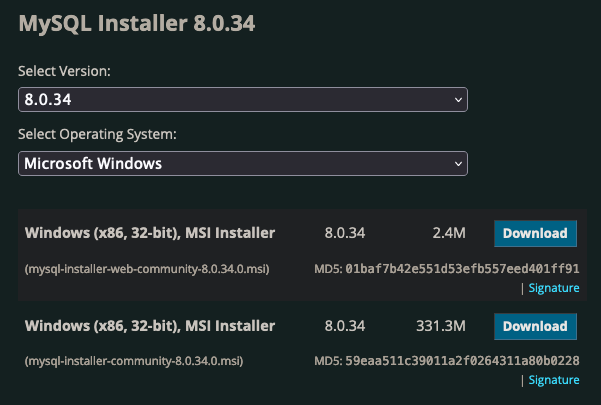 MySQL Installer 8.0.34
Select Version:
8.0.34
Select Operating System:
Microsoft Windows
Windows (x86, 32-bit), MSI Installer 8.0.34 2.4M Download
(mysql-installer-web-community-8.0.34.0.msi) MD5: 01baf7b42e551d53efb557eed401ff91
| Signature
Windows (x86, 32-bit), MSI Installer 8.0.34 331.3M Download
(mysql-installer-community-8.0.34.0.msi) MD5: 59eaa511c39011a2f0264311a80b0228
| Signature